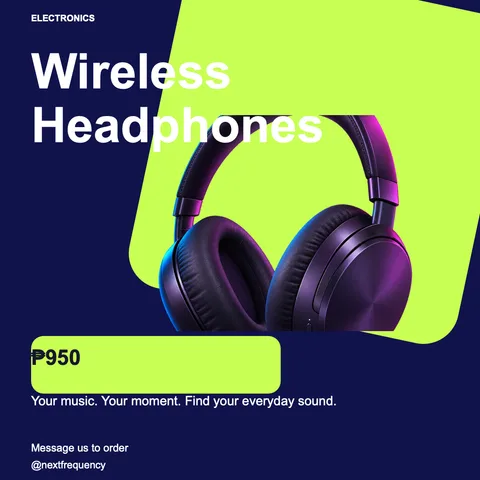 ELECTRONICS
Wireless
Headphones
₱950
Your music. Your moment. Find your everyday sound.
Message us to order
@nextfrequency